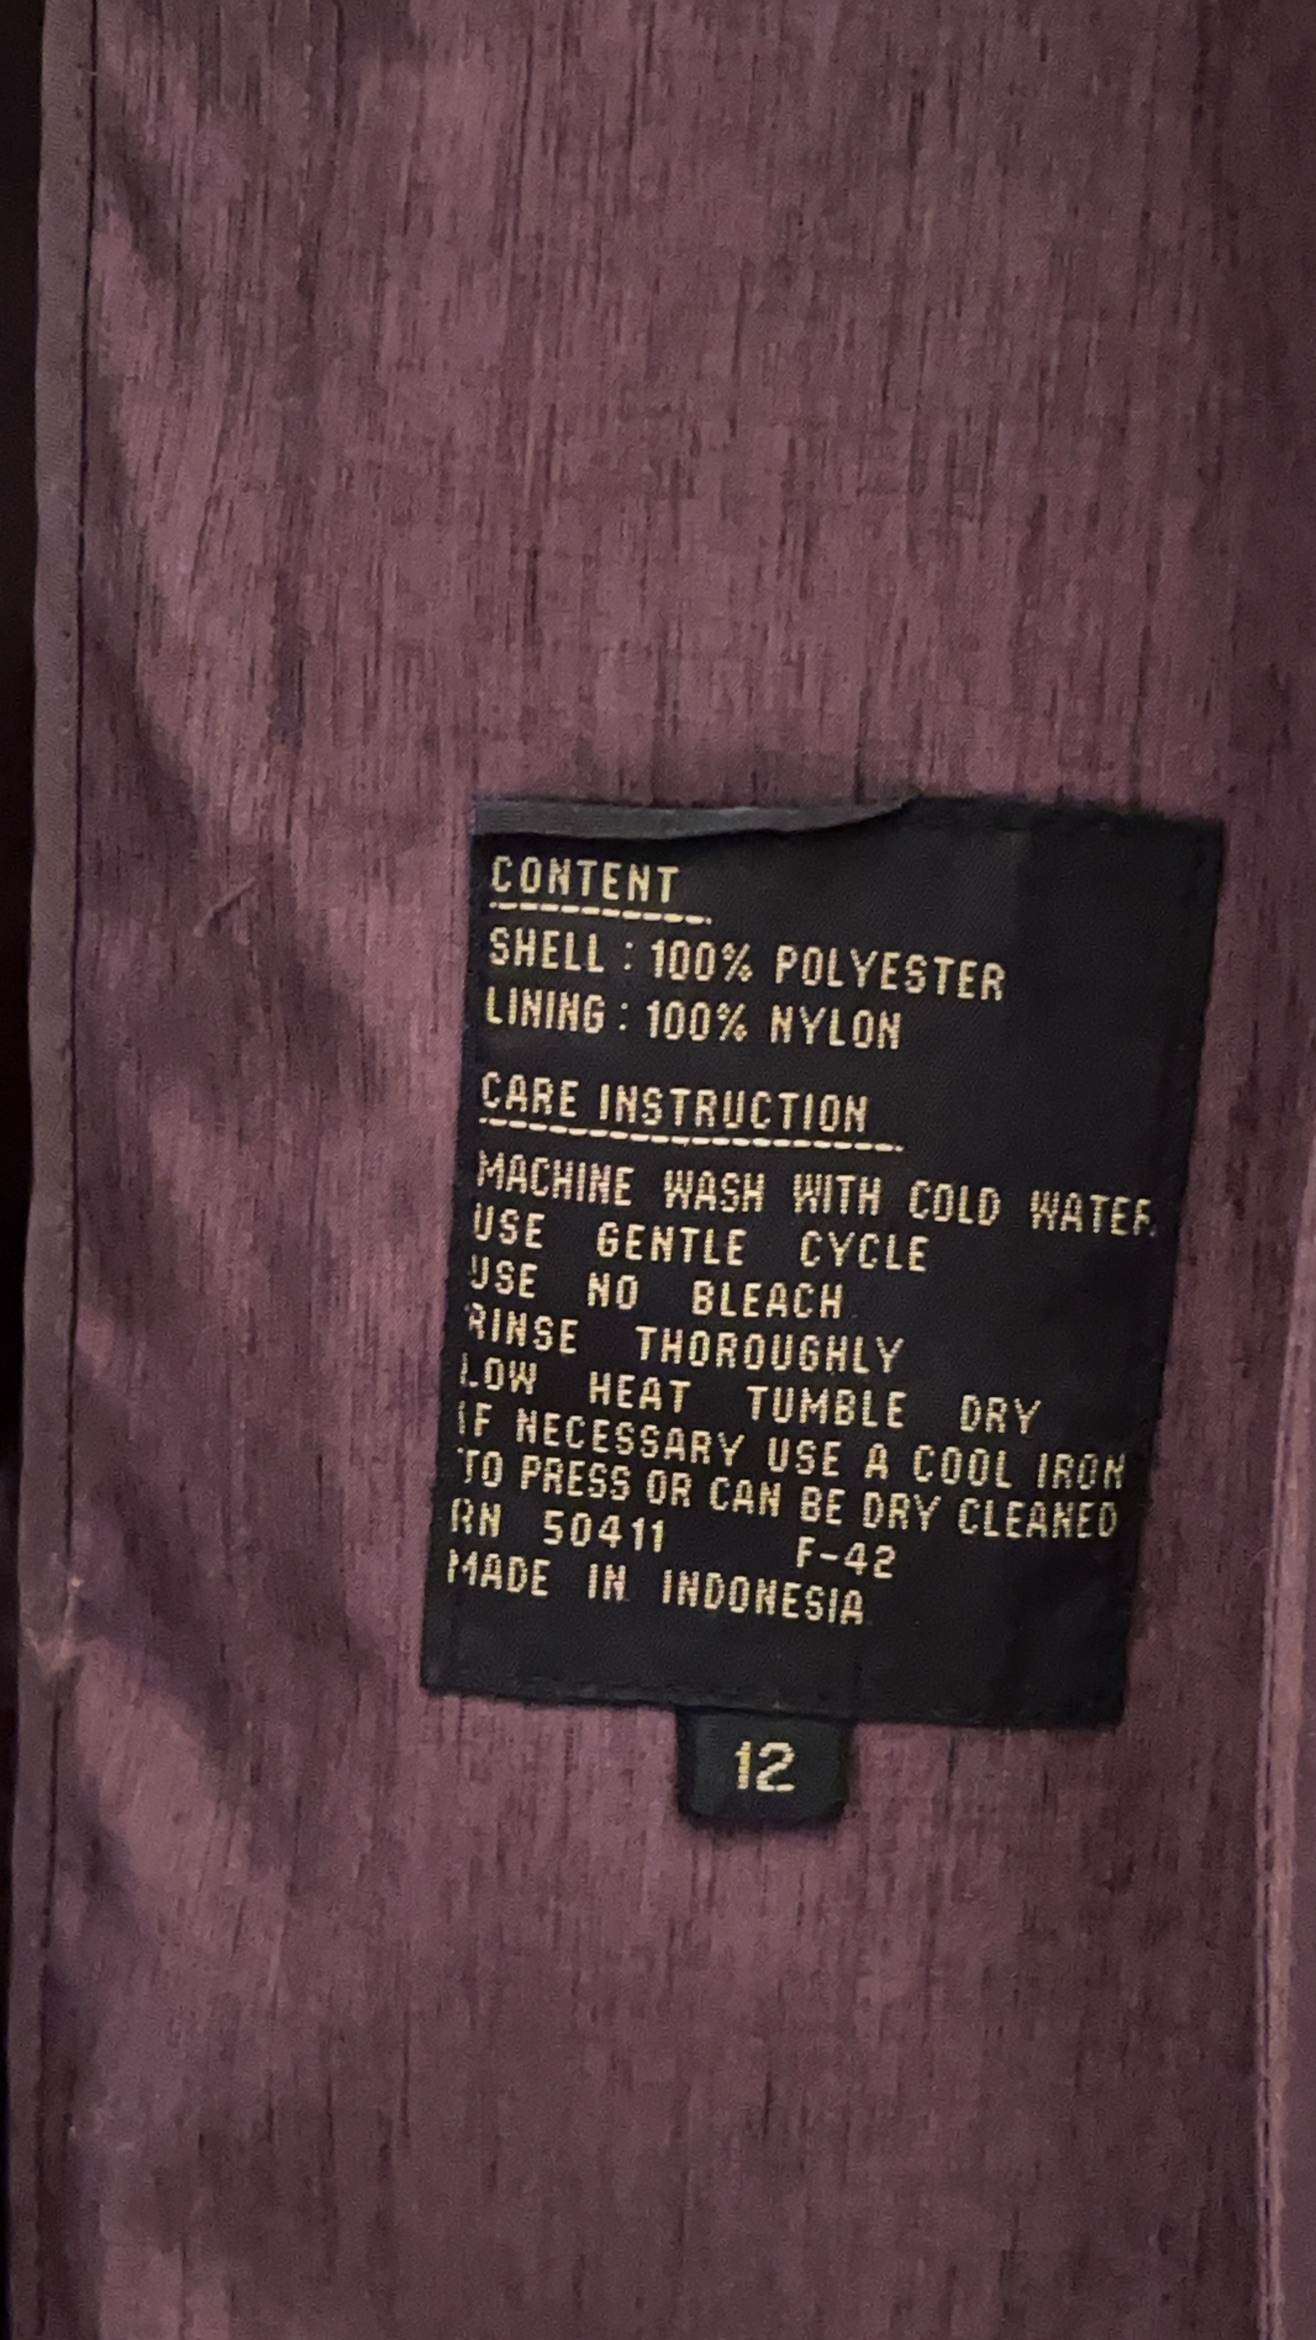 CONTENT
SHELL : 100% POLYESTER
LINING : 100% NYLON
CARE INSTRUCTION
MACHINE WASH WITH COLD WATER
USE GENTLE CYCLE
USE NO BLEACH
RINSE THOROUGHLY
LOW HEAT TUMBLE DRY
IF NECESSARY USE A COOL IRON
TO PRESS OR CAN BE DRY CLEANED
RN 50411 F-42
MADE IN INDONESIA
12